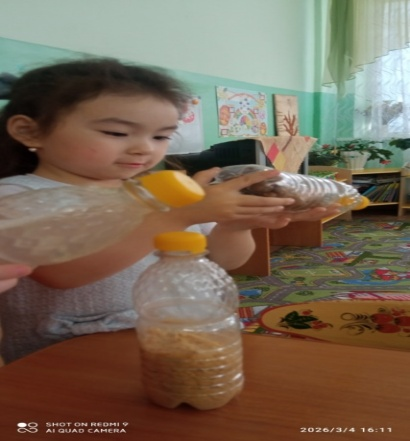 SHOT ON REDMI 9
AI QUAD CAMERA
2026/3/4 16:11